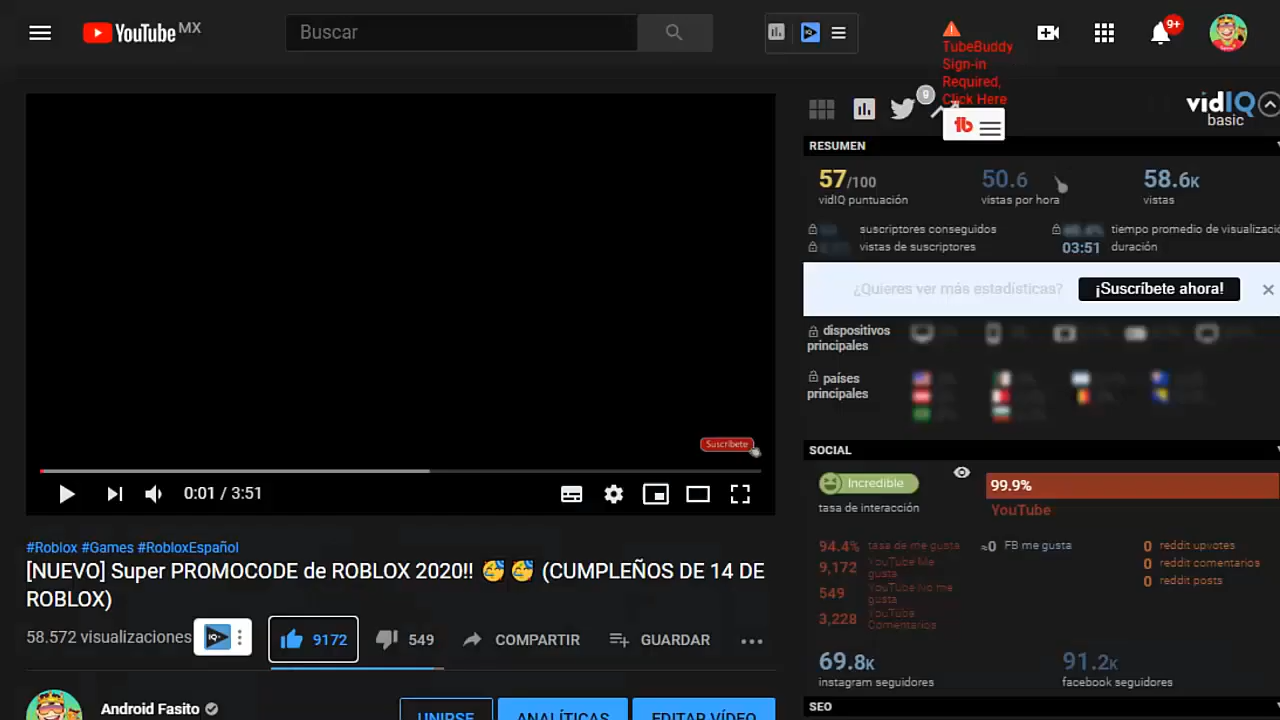 YouTube MX
Buscar
TubeBuddy
Sign-in
Required,
Click Here
9+
9
vidIQ
basic
RESUMEN
57/100
vidIQ puntuación
50.6
vistas por hora
58.6K
vistas
suscriptores conseguidos
vistas de suscriptores
tiempo promedio de visualizació
03:51 duración
¿Quieres ver más estadísticas?
¡Suscríbete ahora!
dispositivos
principales
países
principales
SOCIAL
Incredible
tasa de interacción
99.9%
YouTube
94.4% tasa de me gusta
9,172 YouTube Me
gusta
549 YouTube No me
gusta
3,228 YouTube
Comentarios
≈0 FB me gusta
0 reddit upvotes
0 reddit comentarios
0 reddit posts
69.8K
instagram seguidores
91.2K
facebook seguidores
SEO
Suscríbete
0:01 / 3:51
#Roblox #Games #RobloxEspañol
[NUEVO] Super PROMOCODE de ROBLOX 2020!! 🥳 🥳 (CUMPLEÑOS DE 14 DE
ROBLOX)
58.572 visualizaciones
IQ
9172
549
COMPARTIR
GUARDAR
Android Fasito
UNIRSE
ANALÍTICAS
EDITAR VÍDEO